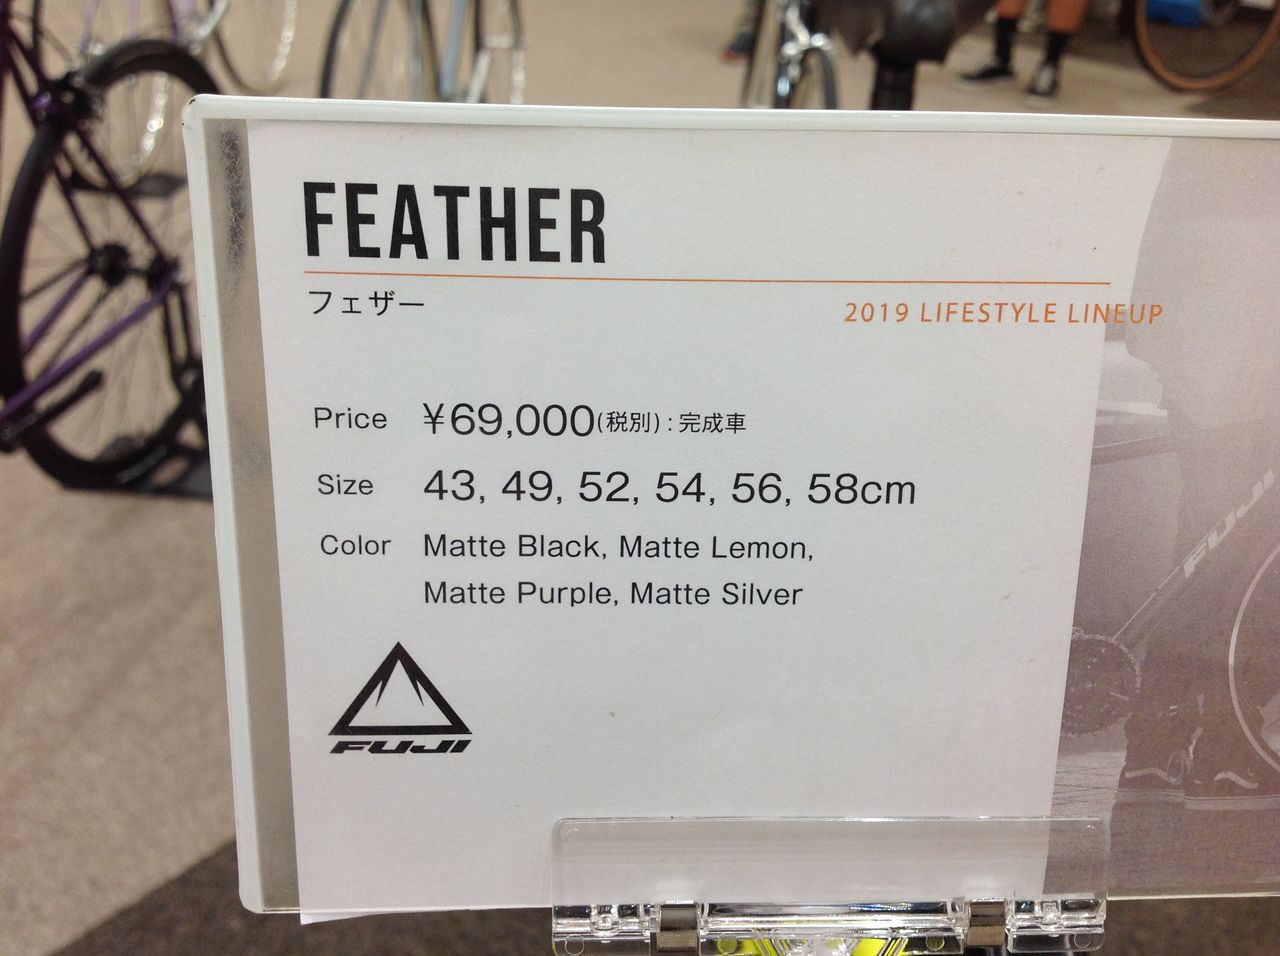 FEATHER
フェザー
2019 LIFESTYLE LINEUP
Price ¥69,000(税別) : 完成車
Size 43, 49, 52, 54, 56, 58cm
Color Matte Black, Matte Lemon,
Matte Purple, Matte Silver
FUJI
FUJI